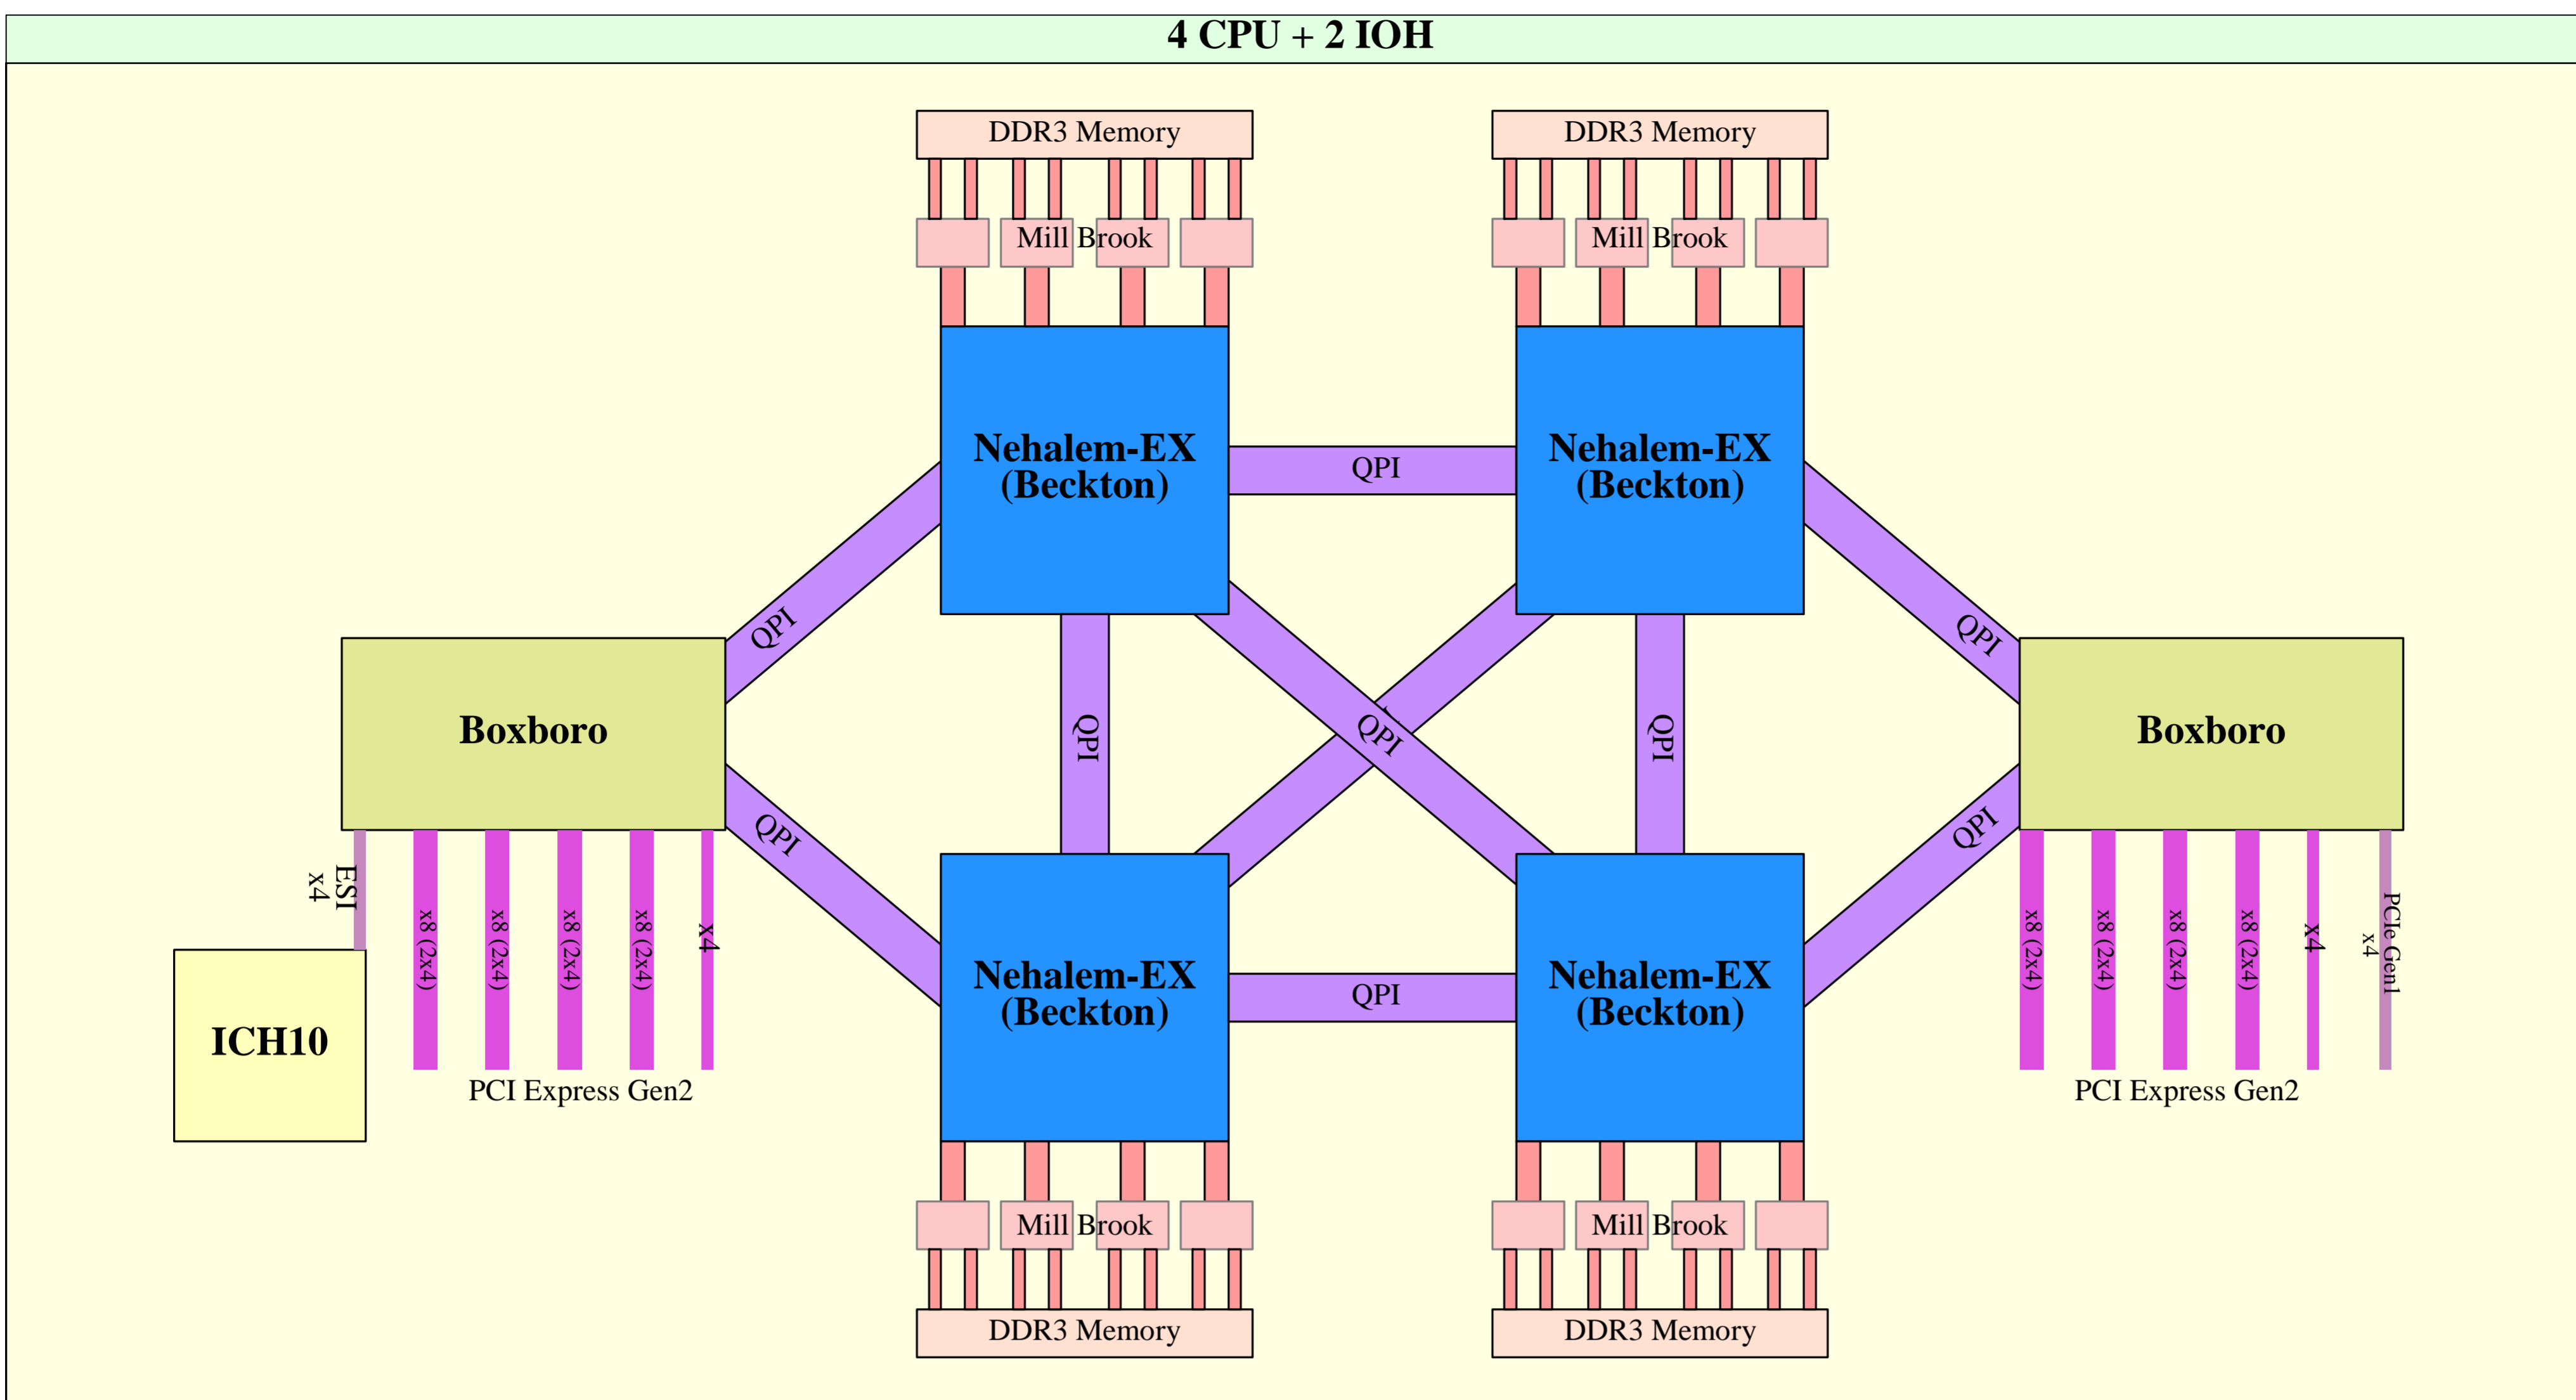 4 CPU + 2 IOH
DDR3 Memory
DDR3 Memory
Mill Brook
Mill Brook
Nehalem-EX
(Beckton)
QPI
Nehalem-EX
(Beckton)
QPI
QPI
Boxboro
QPI
QPI
QPI
Boxboro
QPI
QPI
ESI
x4
x8 (2x4)
x8 (2x4)
x8 (2x4)
x8 (2x4)
x4
x8 (2x4)
x8 (2x4)
x8 (2x4)
x8 (2x4)
x4
PCIe Gen1
x4
Nehalem-EX
(Beckton)
QPI
Nehalem-EX
(Beckton)
ICH10
PCI Express Gen2
PCI Express Gen2
Mill Brook
Mill Brook
DDR3 Memory
DDR3 Memory